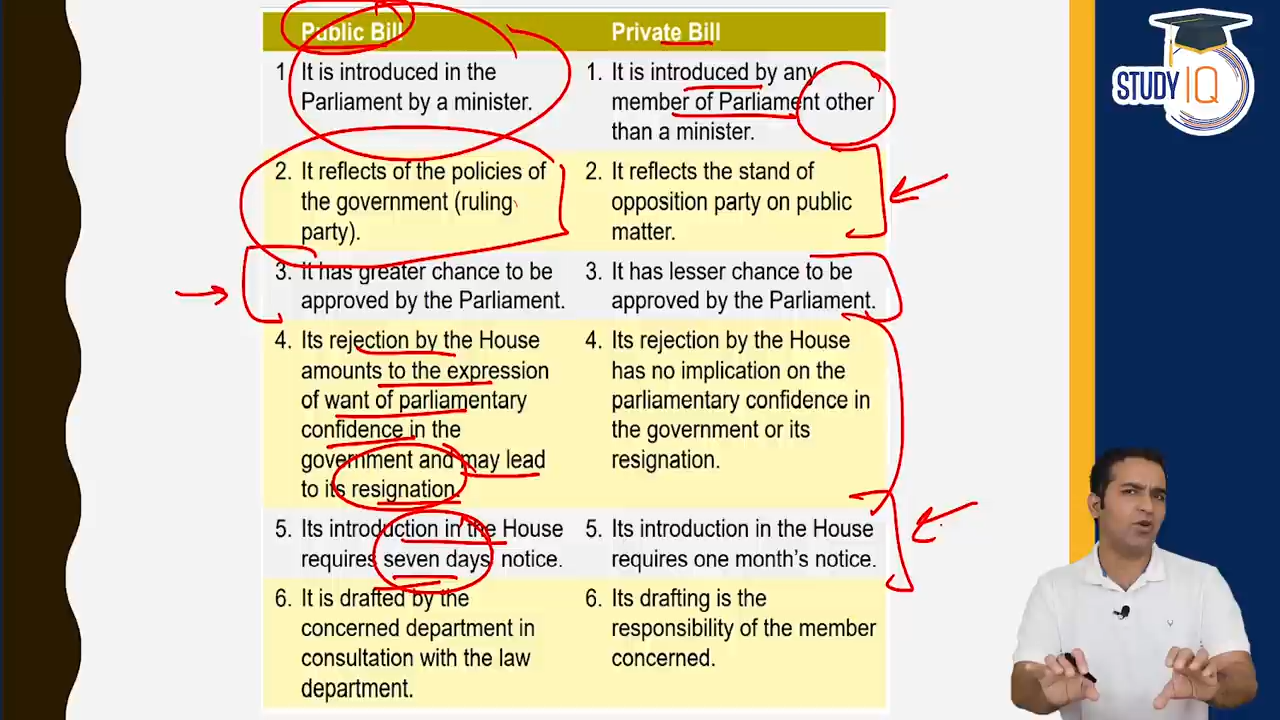 Public Bill
Private Bill
1. It is introduced in the
Parliament by a minister.
1. It is introduced by any
member of Parliament other
than a minister.
2. It reflects of the policies of
the government (ruling
party).
2. It reflects the stand of
opposition party on public
matter.
3. It has greater chance to be
approved by the Parliament.
3. It has lesser chance to be
approved by the Parliament.
4. Its rejection by the House
amounts to the expression
of want of parliamentary
confidence in the
government and may lead
to its resignation.
4. Its rejection by the House
has no implication on the
parliamentary confidence in
the government or its
resignation.
5. Its introduction in the House
requires seven days' notice.
5. Its introduction in the House
requires one month's notice.
6. It is drafted by the
concerned department in
consultation with the law
department.
6. Its drafting is the
responsibility of the member
concerned.
STUDY IQ